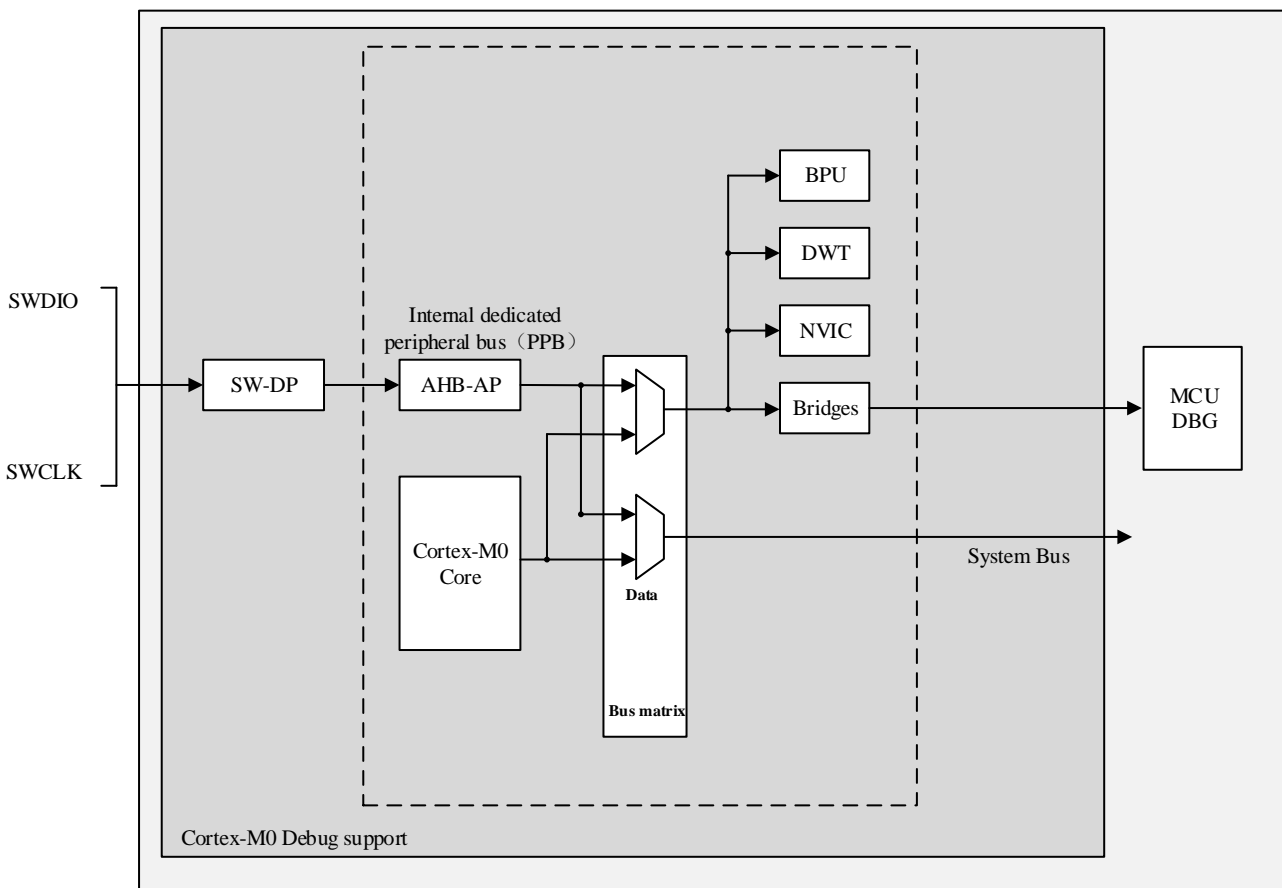 BPU
DWT
SWDIO
Internal dedicated
peripheral bus（PPB）
NVIC
SW-DP
AHB-AP
Bridges
MCU
DBG
SWCLK
Cortex-M0
Core
System Bus
Data
Bus matrix
Cortex-M0 Debug support